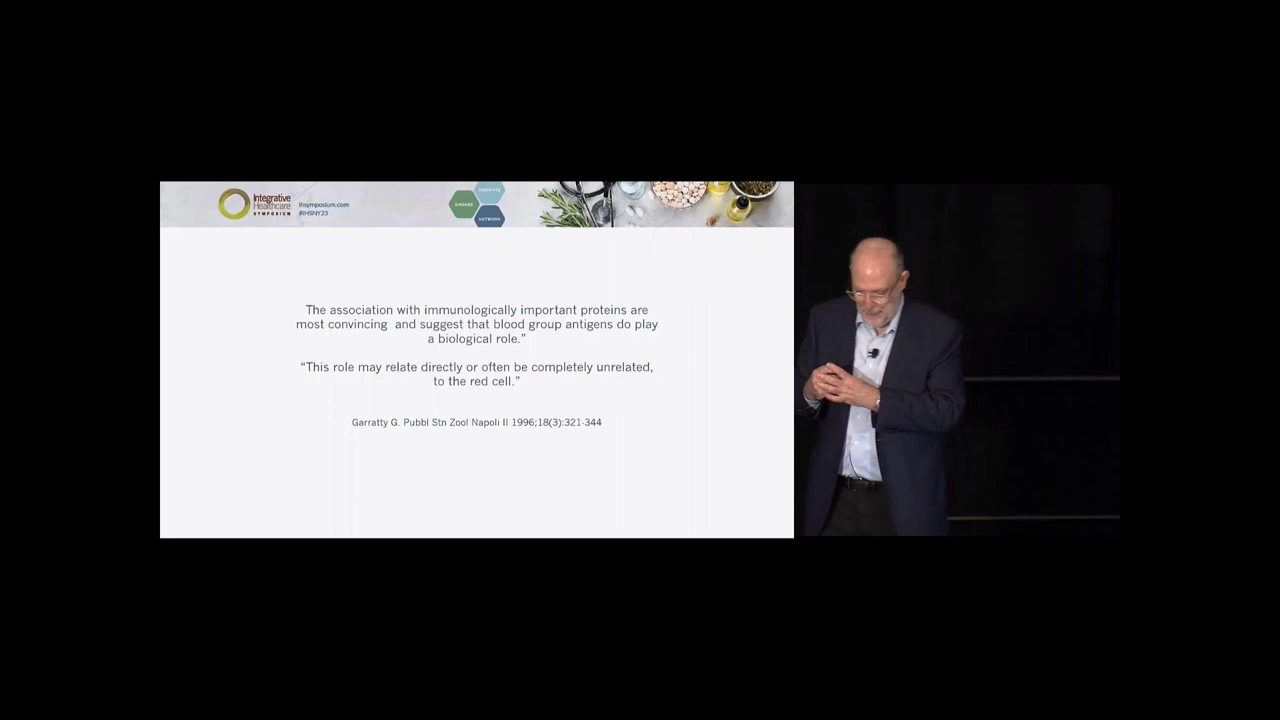 Integrative
Healthcare
SYMPOSIUM
ihsymposium.com
#IHSNY23
INNOVATE
ENGAGE
NETWORK
The association with immunologically important proteins are
most convincing  and suggest that blood group antigens do play
a biological role.”
“This role may relate directly or often be completely unrelated,
to the red cell.”
Garratty G. Pubbl Stn Zool Napoli II 1996;18(3):321-344